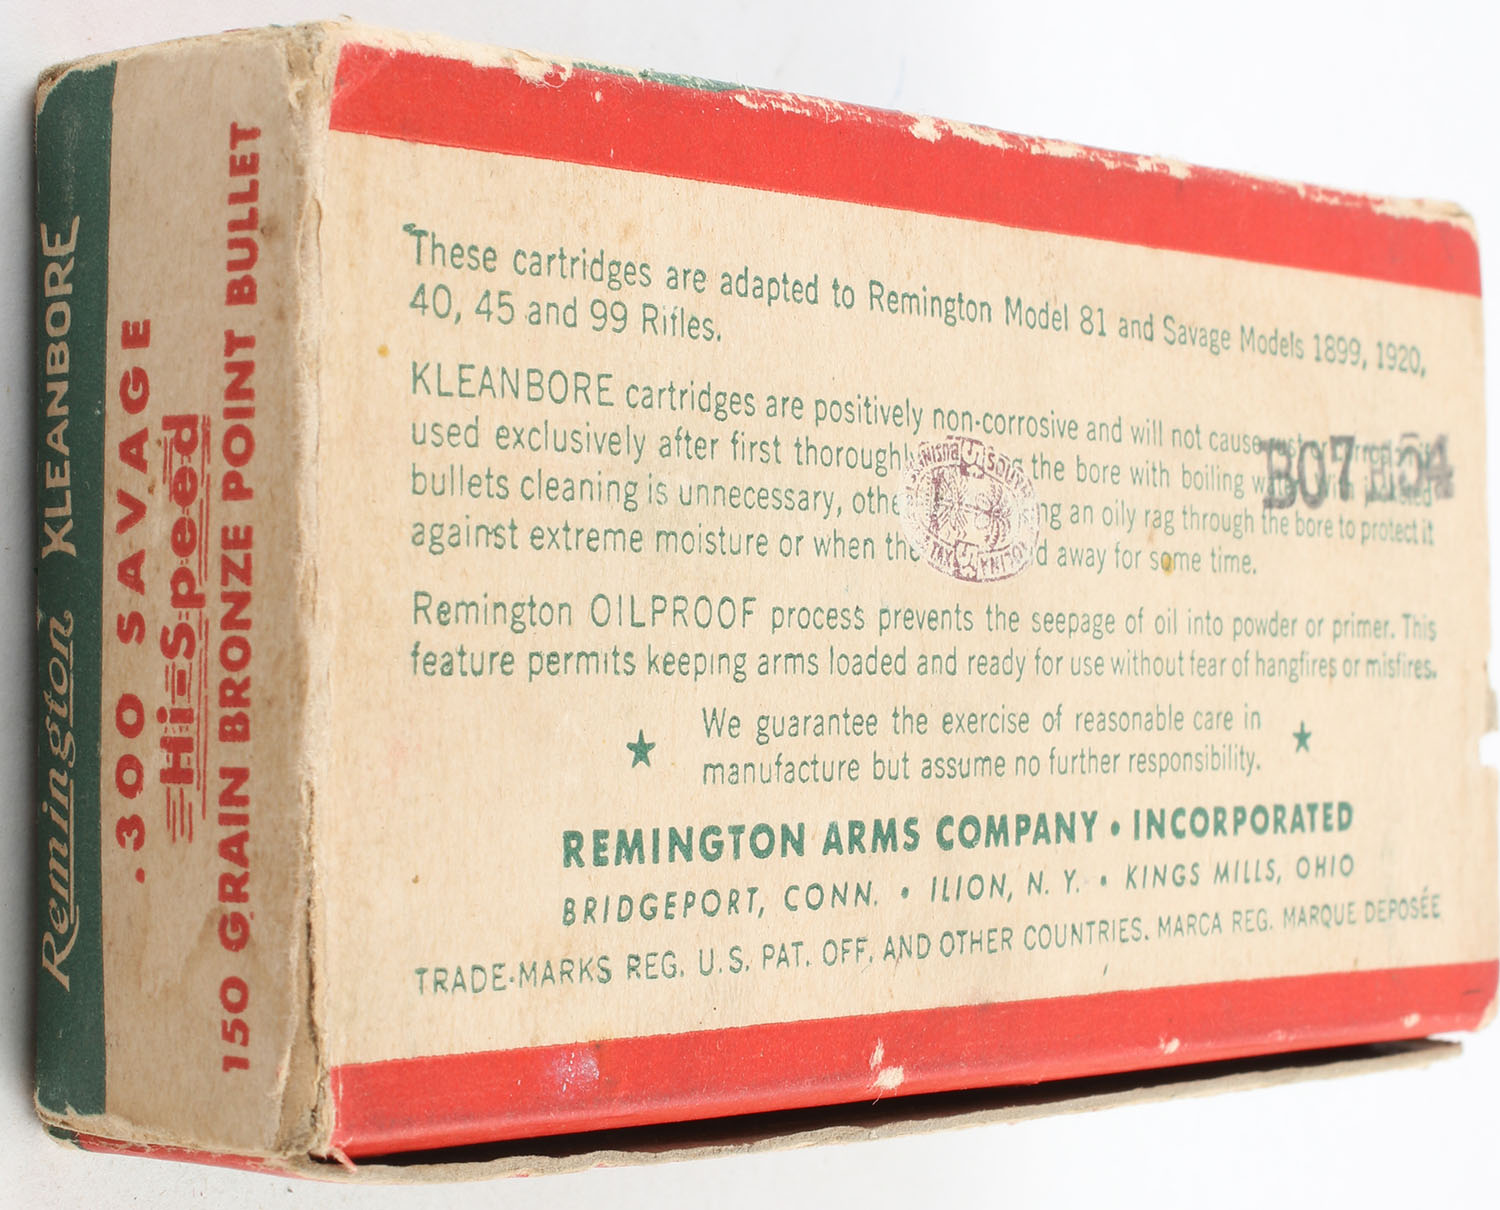 Remington KLEANBORE
.300 SAVAGE
Hi-Speed
150 GRAIN BRONZE POINT BULLET
These cartridges are adapted to Remington Model 81 and Savage Models 1899, 1920,
40, 45 and 99 Rifles.
KLEANBORE cartridges are positively non-corrosive and will not cause rust or
used exclusively after first thoroughly the bore with boiling
bullets cleaning is unnecessary, an oily rag through the bore to protect it
against extreme moisture or when the away for some time.
B07
Remington OILPROOF process prevents the seepage of oil into powder or primer. This
feature permits keeping arms loaded and ready for use without fear of hangfires or misfires.
We guarantee the exercise of reasonable care in
manufacture but assume no further responsibility.
REMINGTON ARMS COMPANY • INCORPORATED
BRIDGEPORT, CONN. • ILION, N. Y. • KINGS MILLS, OHIO
TRADE-MARKS REG. U.S. PAT. OFF. AND OTHER COUNTRIES. MARCA REG. MARQUE DEPOSÉE